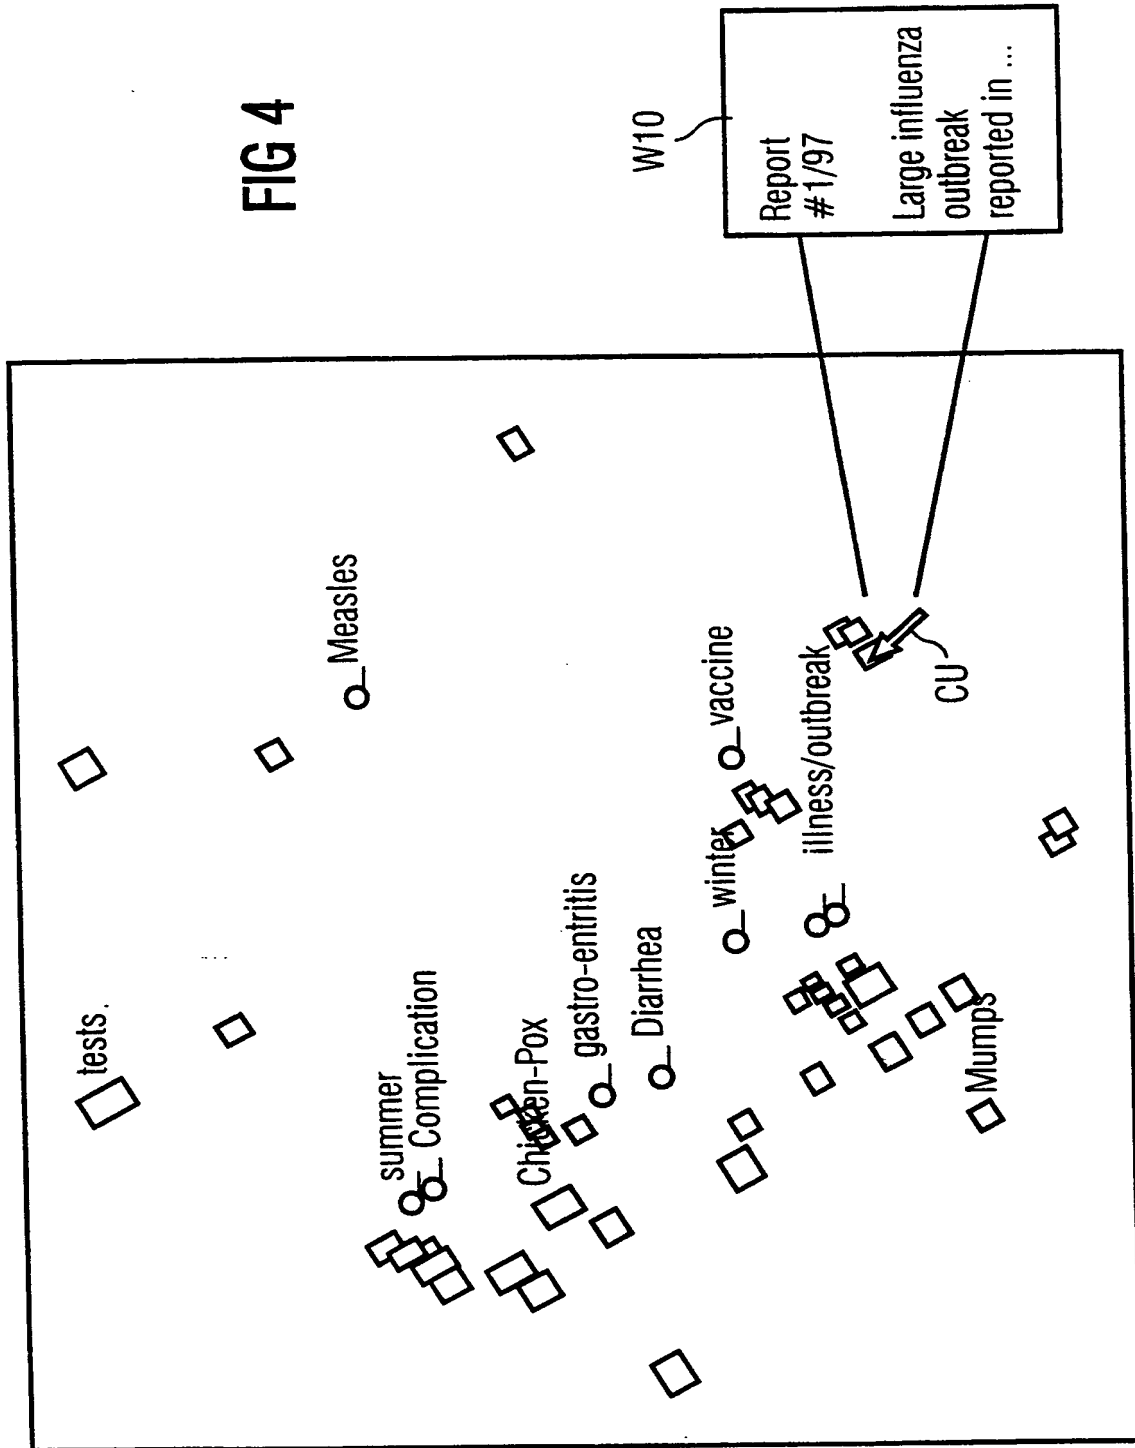 FIG 4
tests.
summer
Complication
Measles
Chicken-Pox
gastro-entritis
Diarrhea
winter
vaccine
illness/outbreak
Mumps
CU
W10
Report
#1/97
Large influenza
outbreak
reported in ...